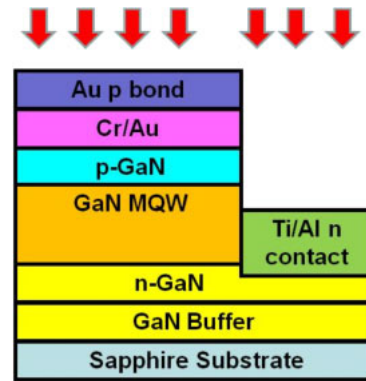 Au p bond
Cr/Au
p-GaN
GaN MQW
Ti/Al n
contact
n-GaN
GaN Buffer
Sapphire Substrate